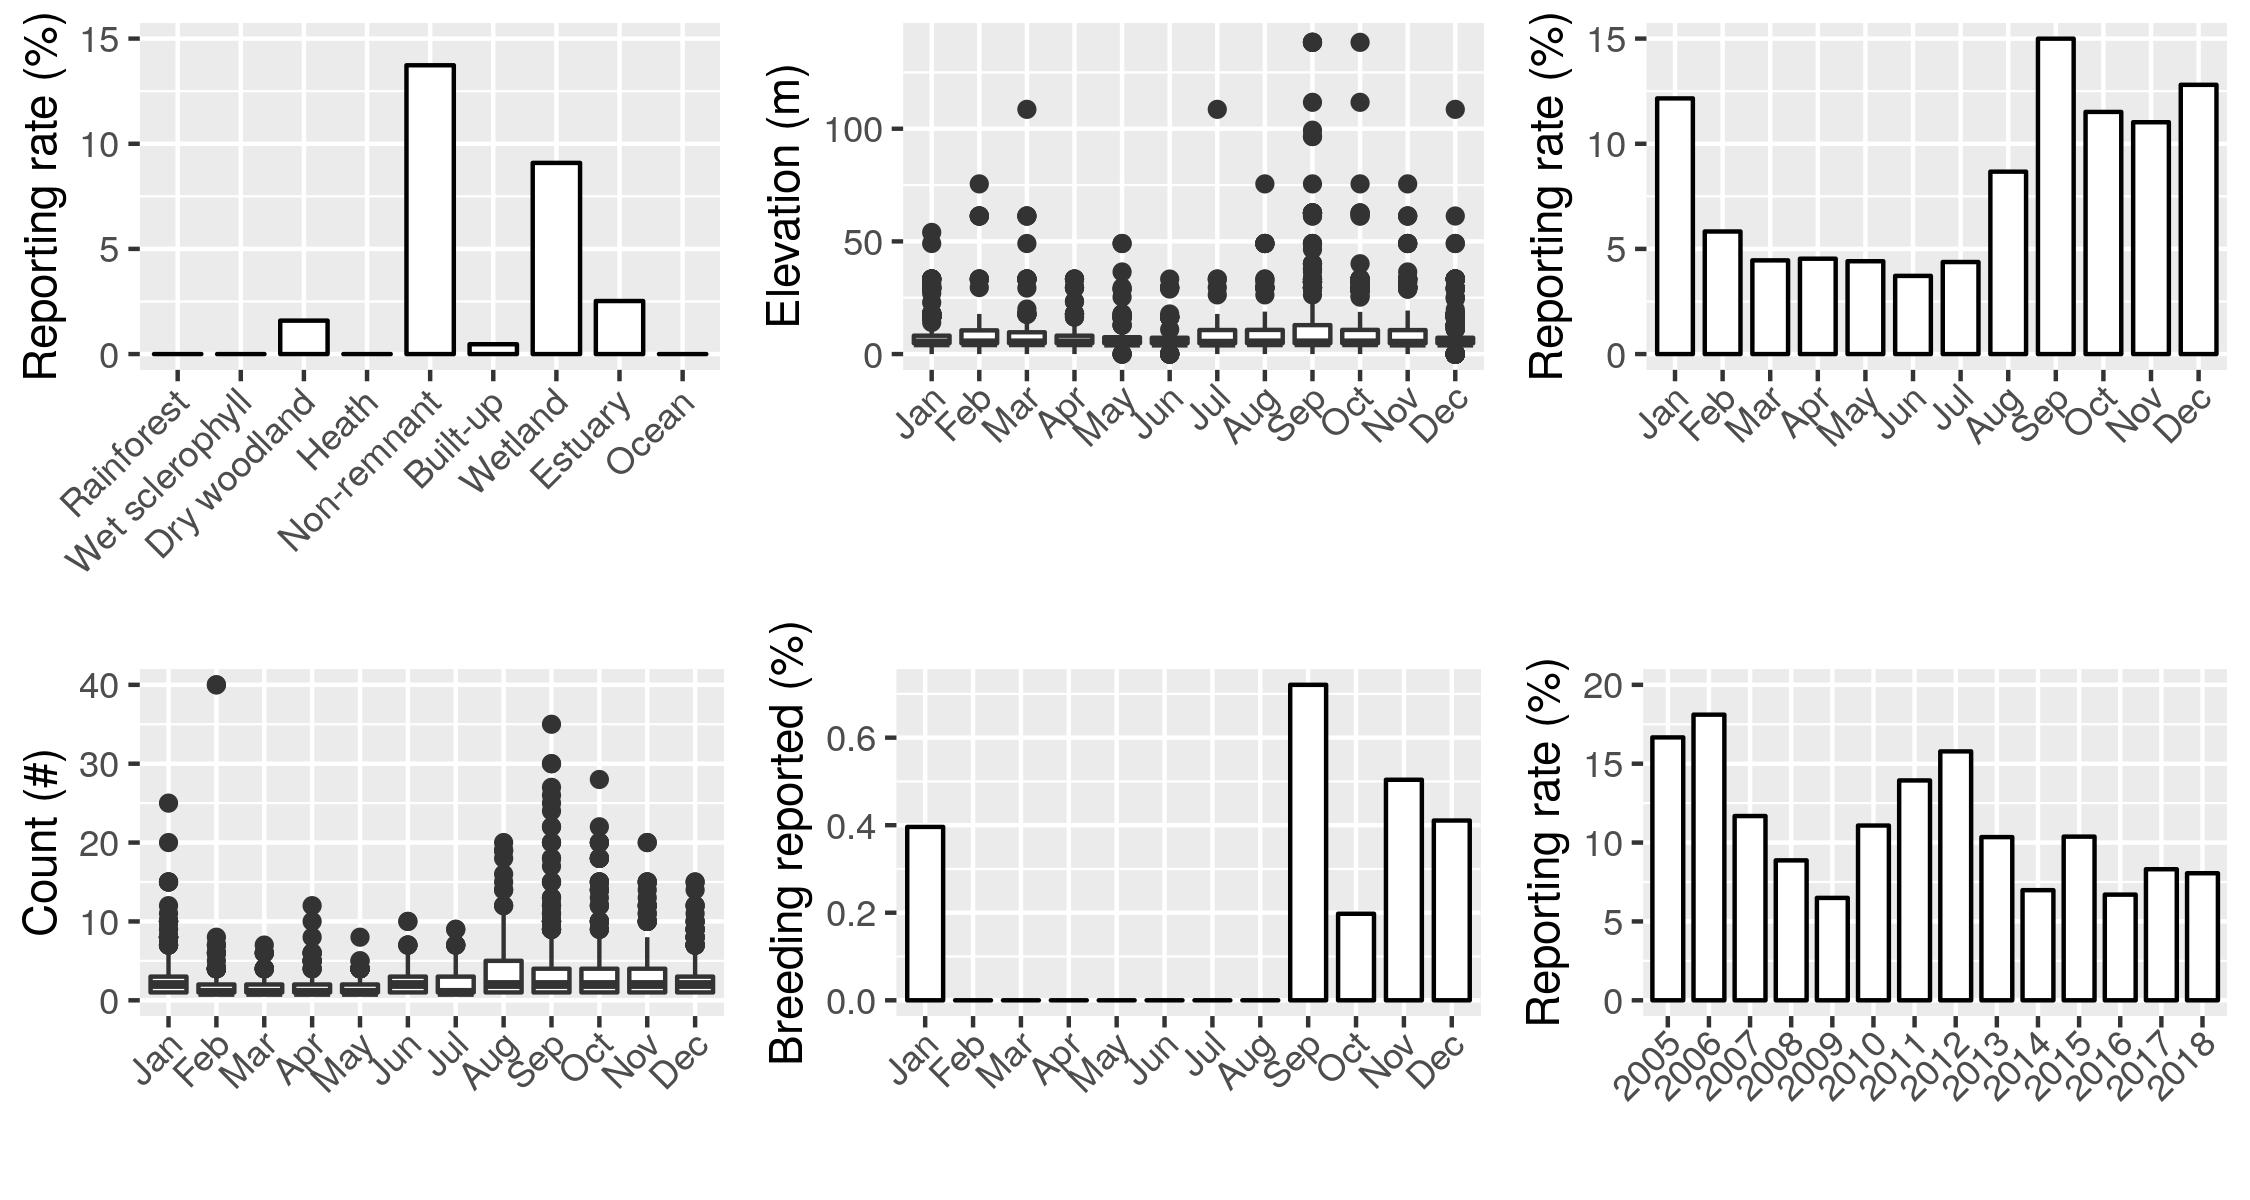 Reporting rate (%)
15
10
5
0
Rainforest
Wet sclerophyll
Dry woodland
Heath
Non-remnant
Built-up
Wetland
Estuary
Ocean
Elevation (m)
100
50
0
Jan
Feb
Mar
Apr
May
Jun
Jul
Aug
Sep
Oct
Nov
Dec
Reporting rate (%)
15
10
5
0
Jan
Feb
Mar
Apr
May
Jun
Jul
Aug
Sep
Oct
Nov
Dec
Count (#)
40
30
20
10
0
Jan
Feb
Mar
Apr
May
Jun
Jul
Aug
Sep
Oct
Nov
Dec
Breeding reported (%)
0.6
0.4
0.2
0.0
Jan
Feb
Mar
Apr
May
Jun
Jul
Aug
Sep
Oct
Nov
Dec
Reporting rate (%)
20
15
10
5
0
2005
2006
2007
2008
2009
2010
2011
2012
2013
2014
2015
2016
2017
2018